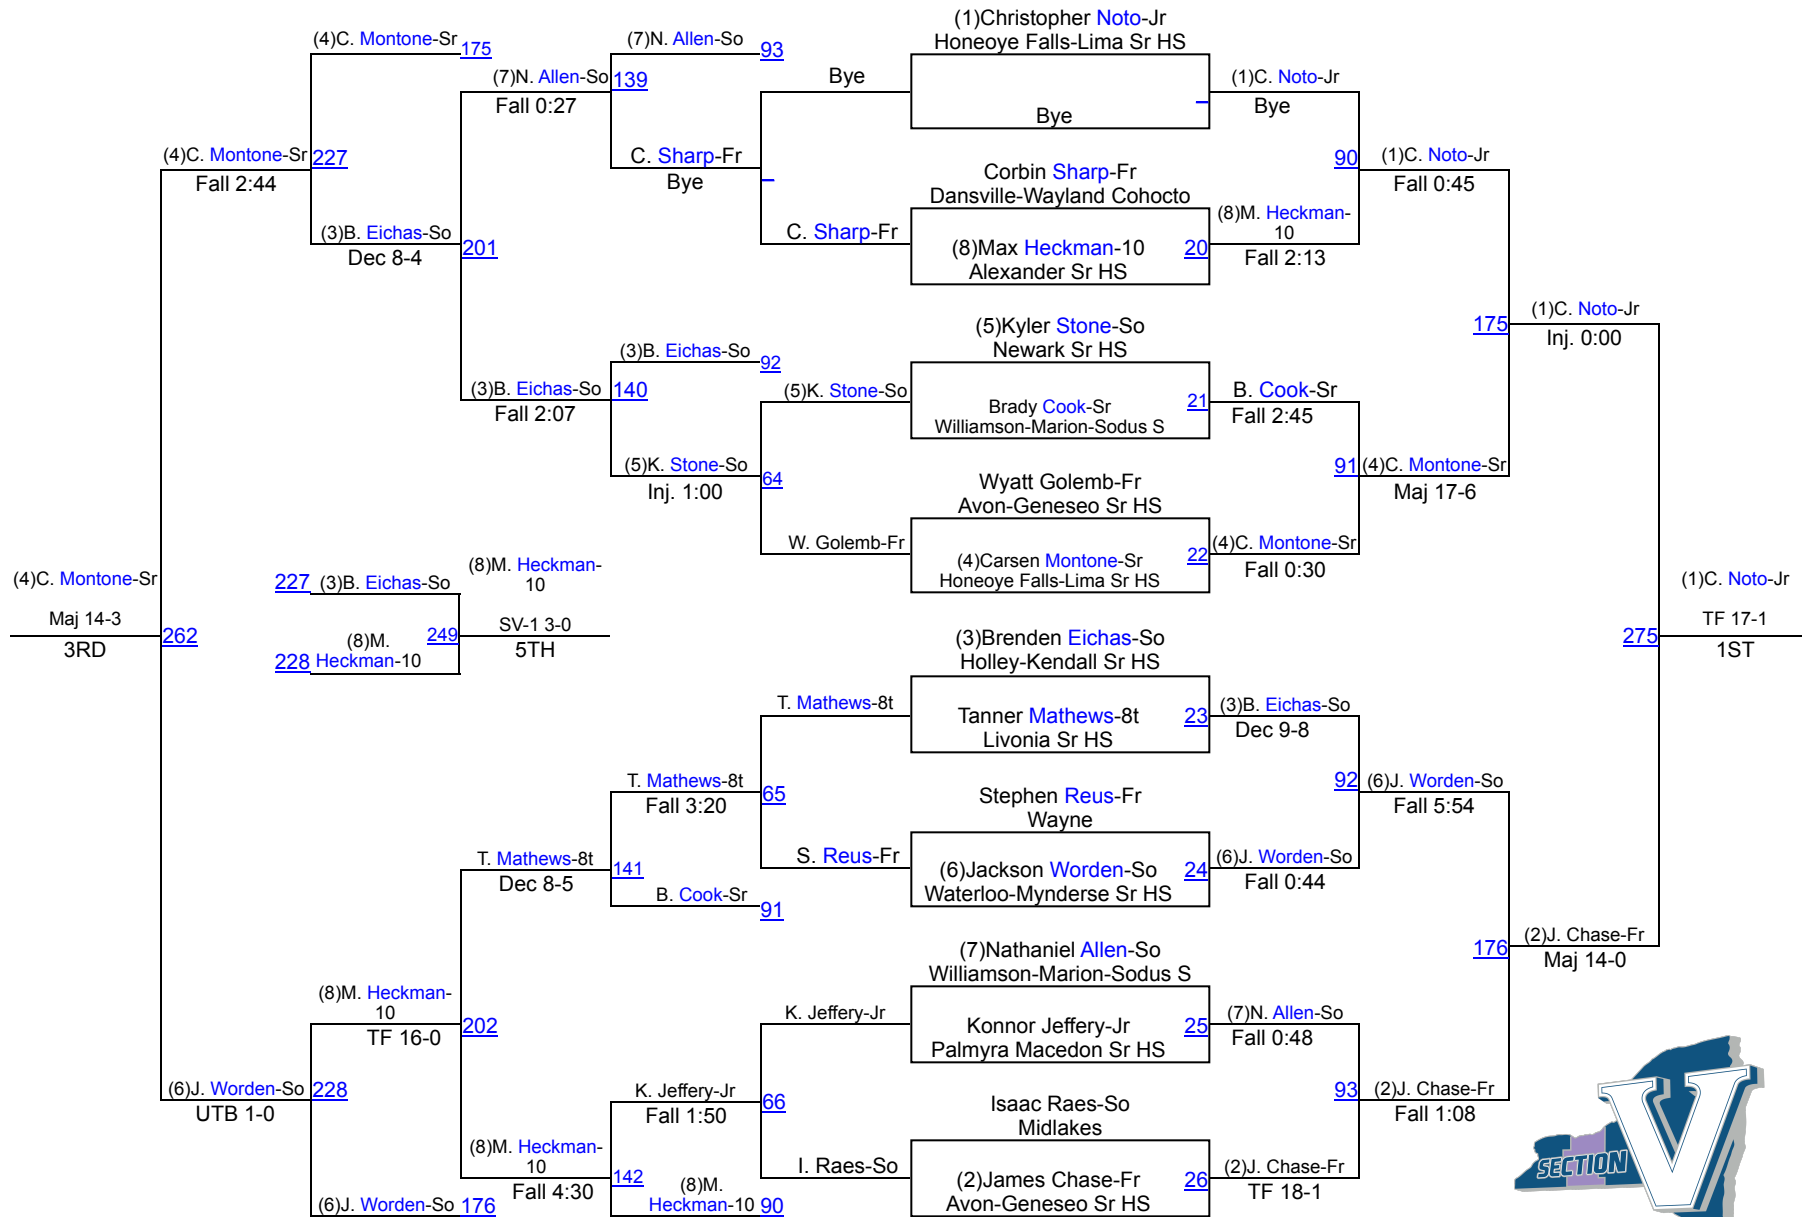 (4)C. Montone-Sr 175
(7)N. Allen-So 93
(1)Christopher Noto-Jr
Honeoye Falls-Lima Sr HS
(7)N. Allen-So 139
Fall 0:27
Bye
Bye
(1)C. Noto-Jr
Bye
(4)C. Montone-Sr 227
Fall 2:44
C. Sharp-Fr
Bye
Corbin Sharp-Fr
Dansville-Wayland Cohocto
90
(1)C. Noto-Jr
Fall 0:45
(3)B. Eichas-So
Dec 8-4
201
C. Sharp-Fr
(8)Max Heckman-10
Alexander Sr HS
20
(8)M. Heckman-
10
Fall 2:13
(5)Kyler Stone-So
Newark Sr HS
175
(1)C. Noto-Jr
Inj. 0:00
(3)B. Eichas-So
92
(3)B. Eichas-So 140
Fall 2:07
(5)K. Stone-So
Brady Cook-Sr
Williamson-Marion-Sodus S
21
B. Cook-Sr
Fall 2:45
(5)K. Stone-So
Inj. 1:00
64
Wyatt Golemb-Fr
Avon-Geneseo Sr HS
91
(4)C. Montone-Sr
Maj 17-6
W. Golemb-Fr
(4)Carsen Montone-Sr
Honeoye Falls-Lima Sr HS
22
(4)C. Montone-Sr
Fall 0:30
(4)C. Montone-Sr
Maj 14-3
3RD
262
227 (3)B. Eichas-So
228
(8)M.
Heckman-10
249
(8)M. Heckman-
10
SV-1 3-0
5TH
(1)C. Noto-Jr
TF 17-1
1ST
275
(3)Brenden Eichas-So
Holley-Kendall Sr HS
T. Mathews-8t
Tanner Mathews-8t
Livonia Sr HS
23
(3)B. Eichas-So
Dec 9-8
T. Mathews-8t
Fall 3:20
65
Stephen Reus-Fr
Wayne
92
(6)J. Worden-So
Fall 5:54
T. Mathews-8t
Dec 8-5
141
S. Reus-Fr
(6)Jackson Worden-So
Waterloo-Mynderse Sr HS
24
(6)J. Worden-So
Fall 0:44
B. Cook-Sr
91
(7)Nathaniel Allen-So
Williamson-Marion-Sodus S
176
(2)J. Chase-Fr
Maj 14-0
(8)M. Heckman-
10
TF 16-0
202
K. Jeffery-Jr
Konnor Jeffery-Jr
Palmyra Macedon Sr HS
25
(7)N. Allen-So
Fall 0:48
(6)J. Worden-So 228
UTB 1-0
K. Jeffery-Jr
Fall 1:50
66
Isaac Raes-So
Midlakes
93
(2)J. Chase-Fr
Fall 1:08
(8)M. Heckman-
10
Fall 4:30
142
I. Raes-So
(2)James Chase-Fr
Avon-Geneseo Sr HS
26
(2)J. Chase-Fr
TF 18-1
(6)J. Worden-So 176
(8)M.
Heckman-10 90
SECTION V